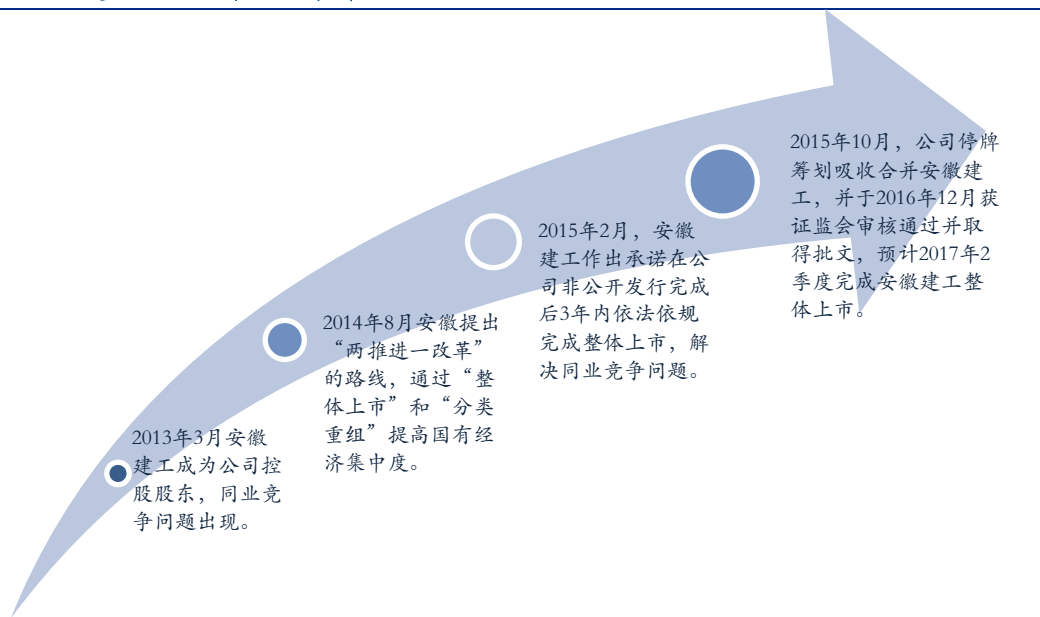 2013年3月安徽
建工成为公司控
股股东，同业竞
争问题出现。
2014年8月安徽提出
“两推进一改革”
的路线，通过“整
体上市”和“分类
重组”提高国有经
济集中度。
2015年2月，安徽
建工作出承诺在公
司非公开发行完成
后3年内依法依规
完成整体上市，解
决同业竞争问题。
2015年10月，公司停牌
筹划吸收合并安徽建
工，并于2016年12月获
证监会审核通过并取
得批文，预计2017年2
季度完成安徽建工整
体上市。